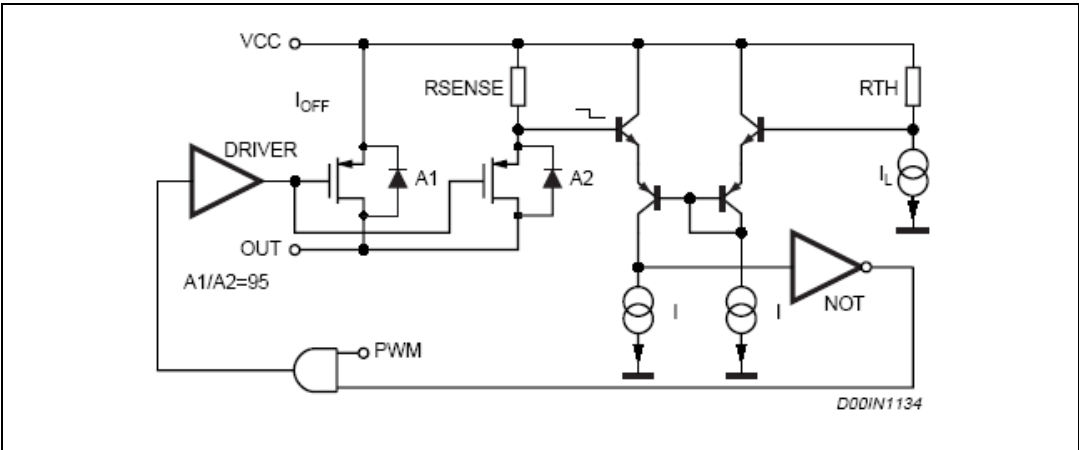 VCC
RSENSE
RTH
IOFF
DRIVER
A1
A2
IL
OUT
A1/A2=95
I
I
NOT
PWM
D00IN1134